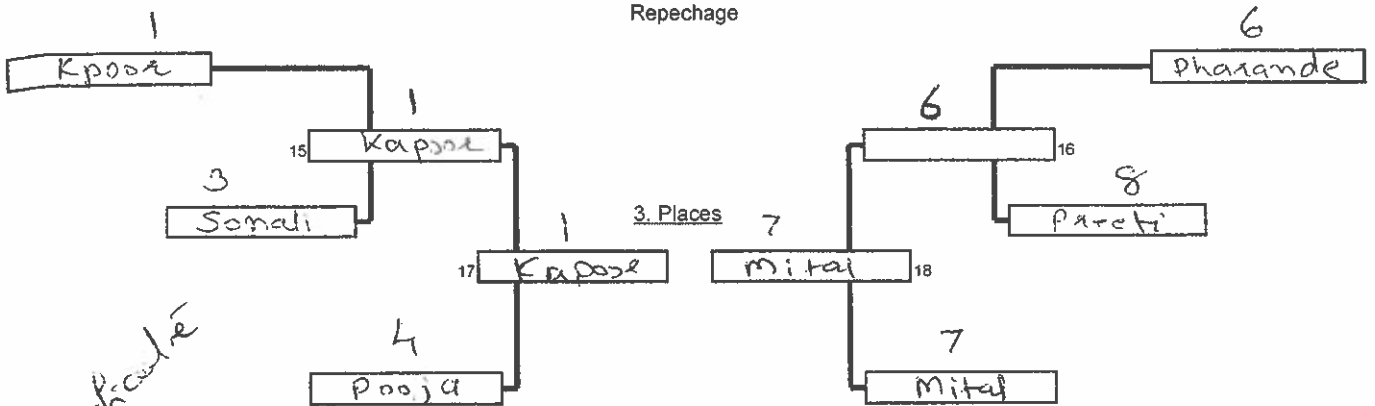 Repechage
1
6
Kpoor
Pharande
1
6
15 Kapoor
16
3
8
Sonali
Preeti
3. Places
1
7
17 Kapoor
Mital 18
4
7
Pooja
Mital